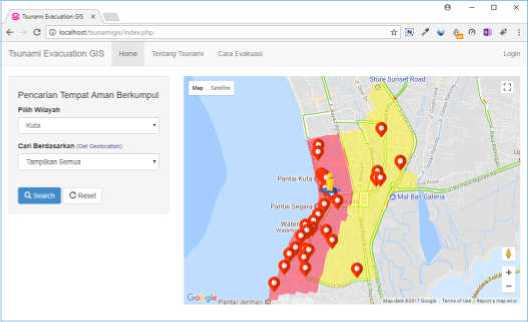 Tsunami Evacuation GIS
localhost/tsunamigis/index.php
Tsunami Evacuation GIS Home Tentang Tsunami Cara Evakuasi Login
Pencarian Tempat Aman Berkumpul
Pilih Wilayah
Kuta
Cari Berdasarkan (Get Geolocation)
Tampilkan Semua
Search Reset
Map Satellite
Shore Sunset Road
Pantai Kuta
Mal Bali Galleria
Pantai Segara
Pantai Jerman
Google
Map data ©2017 Google Terms of Use Report a map error